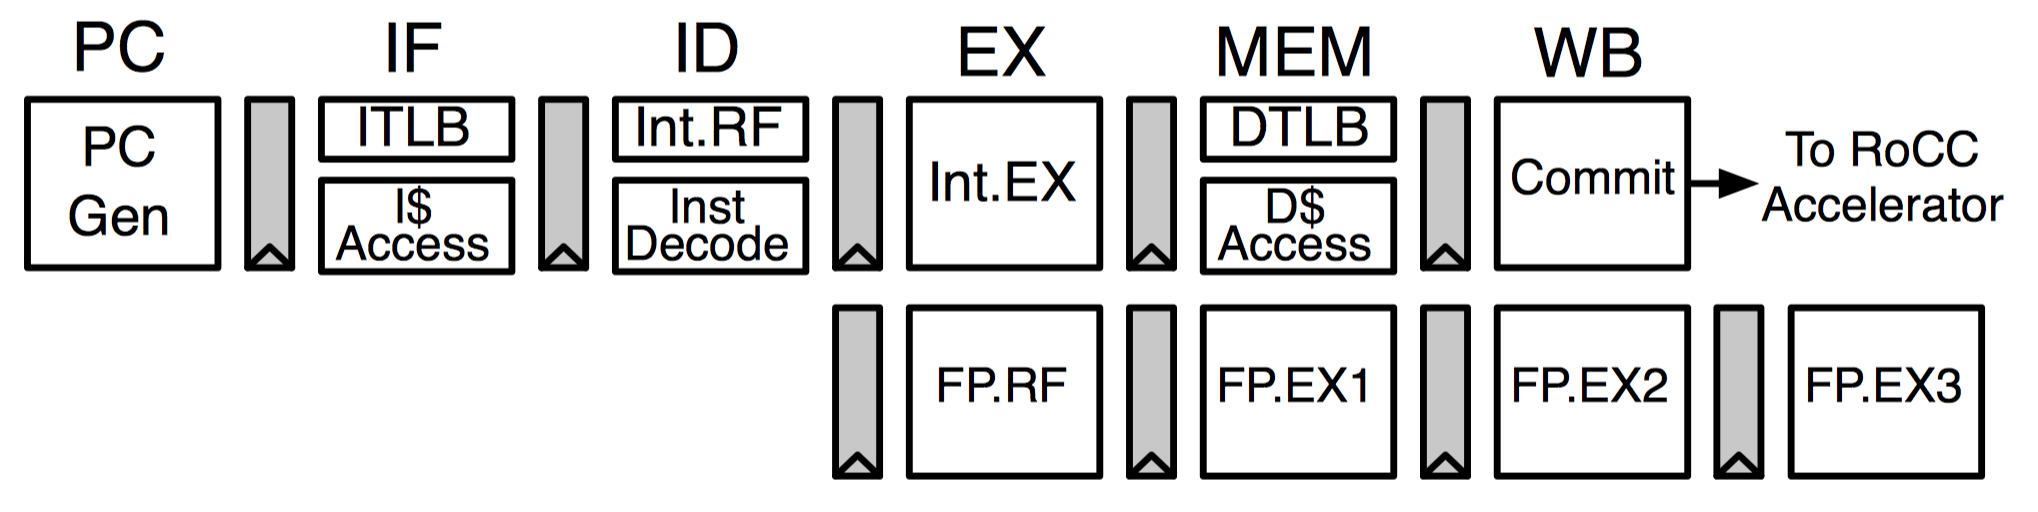 PC
IF
ID
EX
MEM
WB
PC
Gen
ITLB
I$
Access
Int.RF
Inst
Decode
Int.EX
DTLB
D$
Access
Commit
To RoCC
Accelerator
FP.RF
FP.EX1
FP.EX2
FP.EX3